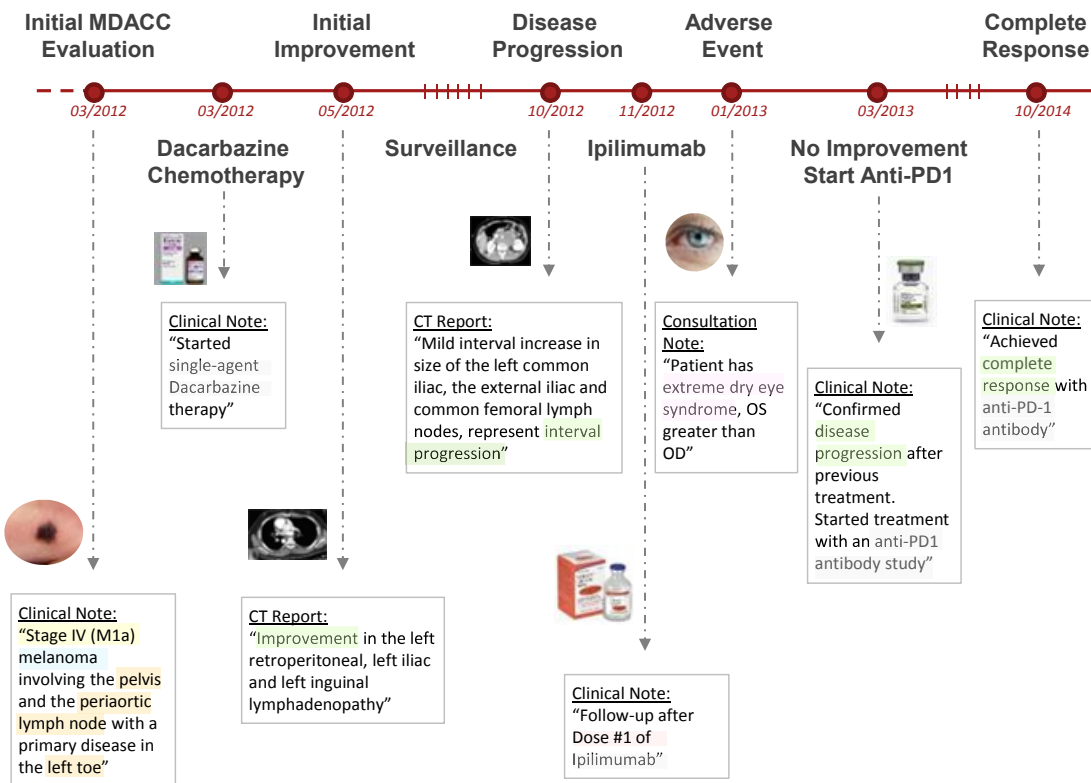 Initial MDACC
Evaluation
Initial
Improvement
Disease
Progression
Adverse
Event
Complete
Response
03/2012
03/2012
05/2012
10/2012
11/2012
01/2013
03/2013
10/2014
Dacarbazine
Chemotherapy
Surveillance
Ipilimumab
No Improvement
Start Anti-PD1
Clinical Note:
“Started
single-agent
Dacarbazine
therapy”
CT Report:
“Mild interval increase in
size of the left common
iliac, the external iliac and
common femoral lymph
nodes, represent interval
progression”
Consultation
Note:
“Patient has
extreme dry eye
syndrome, OS
greater than
OD”
Clinical Note:
“Confirmed
disease
progression after
previous
treatment.
Started treatment
with an anti-PD1
antibody study”
Clinical Note:
“Achieved
complete
response with
anti-PD-1
antibody”
Clinical Note:
“Stage IV (M1a)
melanoma
involving the pelvis
and the periaortic
lymph node with a
primary disease in
the left toe”
CT Report:
“Improvement in the left
retroperitoneal, left iliac
and left inguinal
lymphadenopathy”
Clinical Note:
“Follow-up after
Dose #1 of
Ipilimumab”